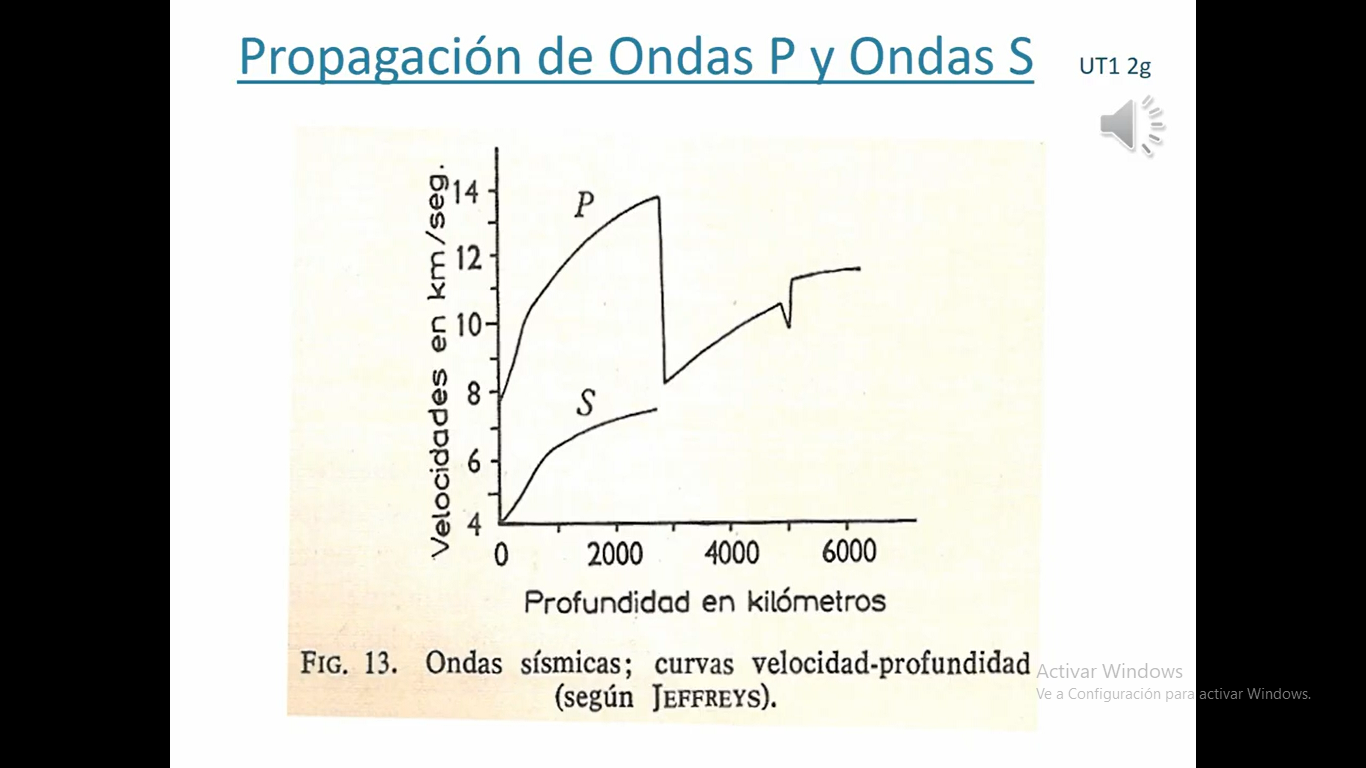 Propagación de Ondas P y Ondas S
UT1 2g
Velocidades en km/seg.
14
12
10
8
6
4
P
S
0 2000 4000 6000
Profundidad en kilómetros
FIG. 13. Ondas sísmicas; curvas velocidad-profundidad
(según JEFFREYS).
Activar Windows
Ve a Configuración para activar Windows.